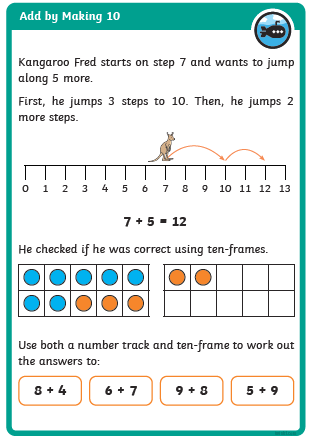 Add by Making 10
Kangaroo Fred starts on step 7 and wants to jump
along 5 more.
First, he jumps 3 steps to 10. Then, he jumps 2
more steps.
0 1 2 3 4 5 6 7 8 9 10 11 12 13
7 + 5 = 12
He checked if he was correct using ten-frames.
Use both a number track and ten-frame to work out
the answers to:
8 + 4 6 + 7 9 + 8 5 + 9